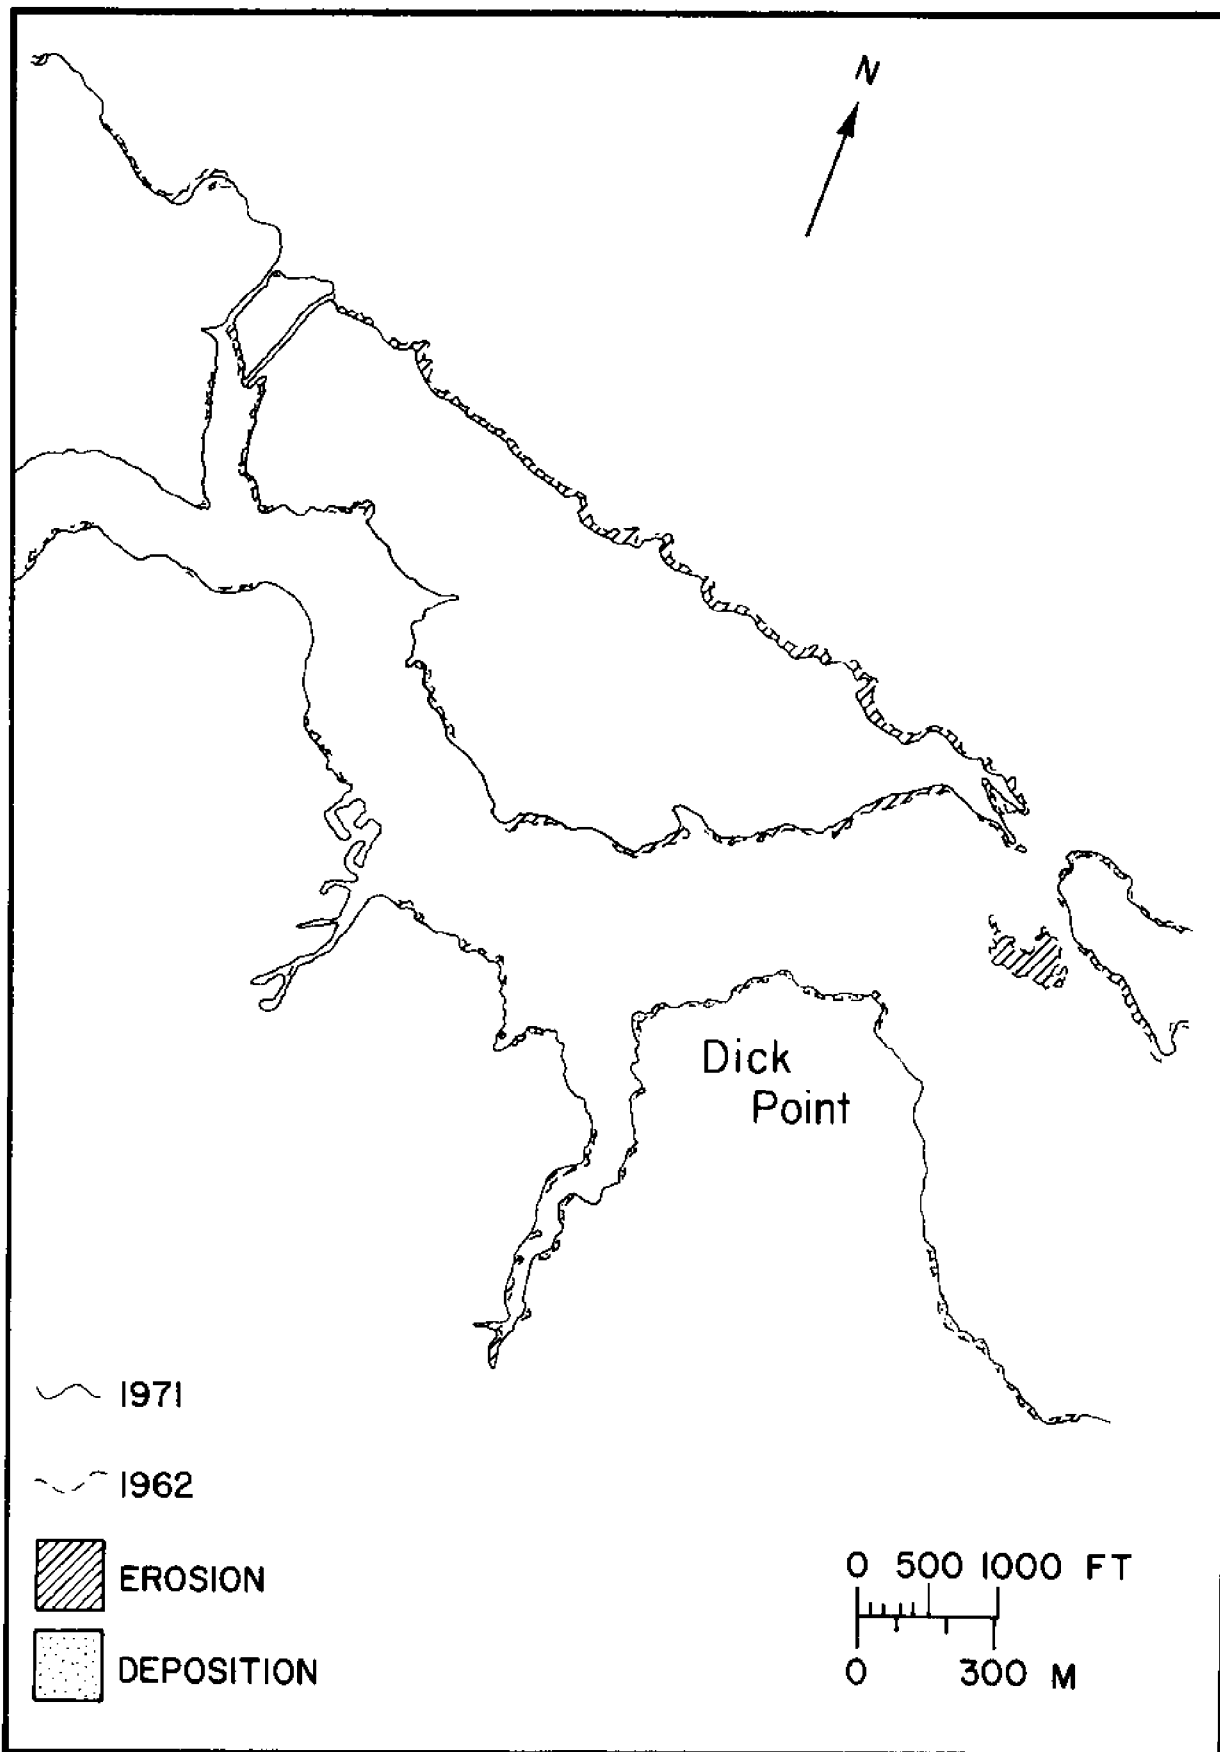 N
Dick
Point
1971
1962
EROSION
DEPOSITION
0 500 1000 FT
0 300 M